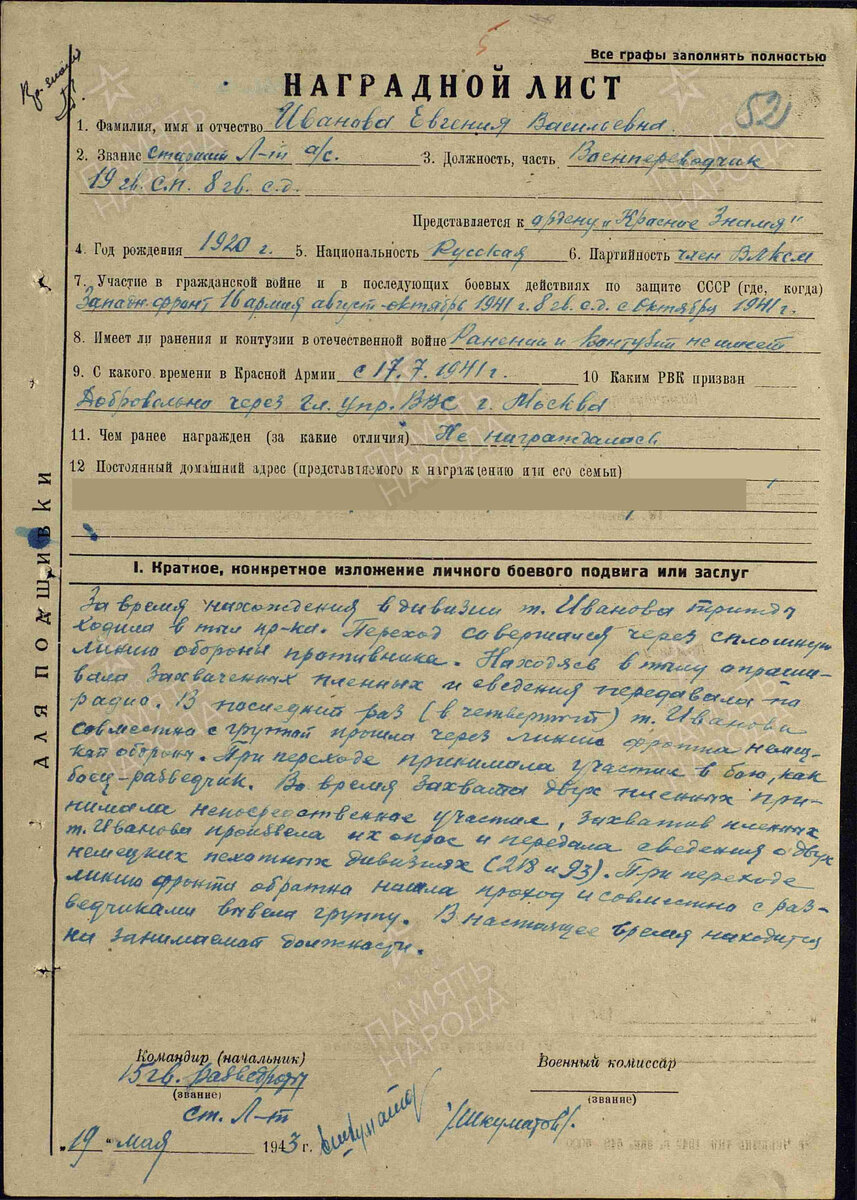 5
Все графы заполнять полностью
НАГРАДНОЙ ЛИСТ
52
1. Фамилия, имя и отчество Иванова Евгения Васильевна.
2. Звание старший Л-т а/с. 3. Должность, часть Военпереводчик
19 гв. с.п. 8 гв. с.д.
Представляется к ордену „Красное Знамя"
4. Год рождения 1920 г. 5. Национальность Русская 6. Партийность член ВЛКСМ
7. Участие в гражданской войне и в последующих боевых действиях по защите СССР (где, когда)
Западн. фронт 16 армия август-октябрь 1941 г. 8 гв. с.д. с октября 1941 г.
8. Имеет ли ранения и контузии в отечественной войне Ранений и контузий не имеет
9. С какого времени в Красной Армии с 17.7.1941 г. 10 Каким РВК призван
Добровольно через Гл. упр. ВВС г. Москва
11. Чем ранее награжден (за какие отличия) Не награждалась
12 Постоянный домашний адрес (представляемого к награждению или его семьи)
ДЛЯ ПОДШИВКИ
I. Краткое, конкретное изложение личного боевого подвига или заслуг
За время нахождения в дивизии т. Иванова трижды
ходила в тыл пр-ка. Переход совершался через сплошную
линию обороны противника. Находясь в тылу опраши-
вала захваченных пленных и сведения передавала по
радио. В последний раз (в четвертый) т. Иванова
совместно с группой прошла через линию фронта немец-
кой обороны. При переходе принимала участие в бою, как
боец-разведчик. Во время захвата двух пленных при-
нимала непосредственное участие, захватив пленных
т. Иванова произвела их опрос и передала сведения о двух
немецких пехотных дивизиях (218 и 93). При переходе
линию фронта обратно нашла проход и совместно с раз-
ведчиками вывела группу. В настоящее время находится
на занимаемой должности.
Командир (начальник)
15 гв. разведроты
(звание)
ст. Л-т
Военный комиссар
(звание)
/Шкуматов/.
„19" мая 1943 г.
ПАМЯТЬ НАРОДА